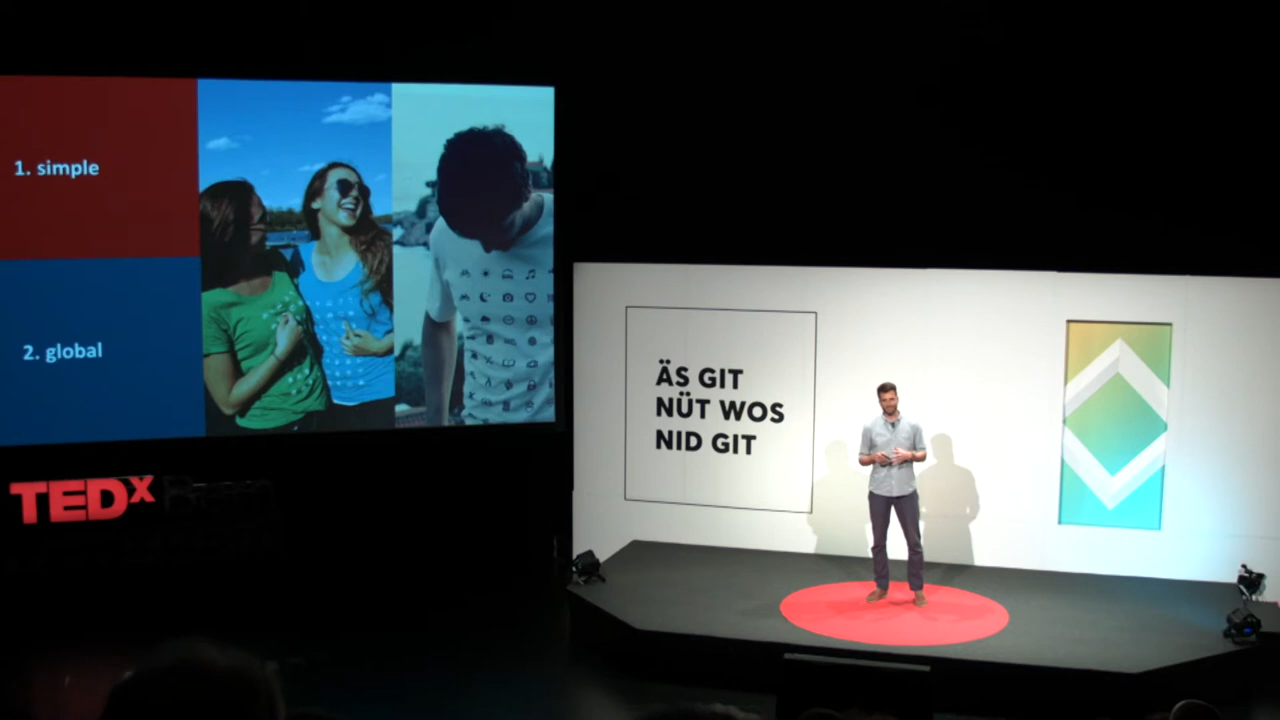 1. simple
2. global
TEDx
ÄS GIT
NÜT WOS
NID GIT